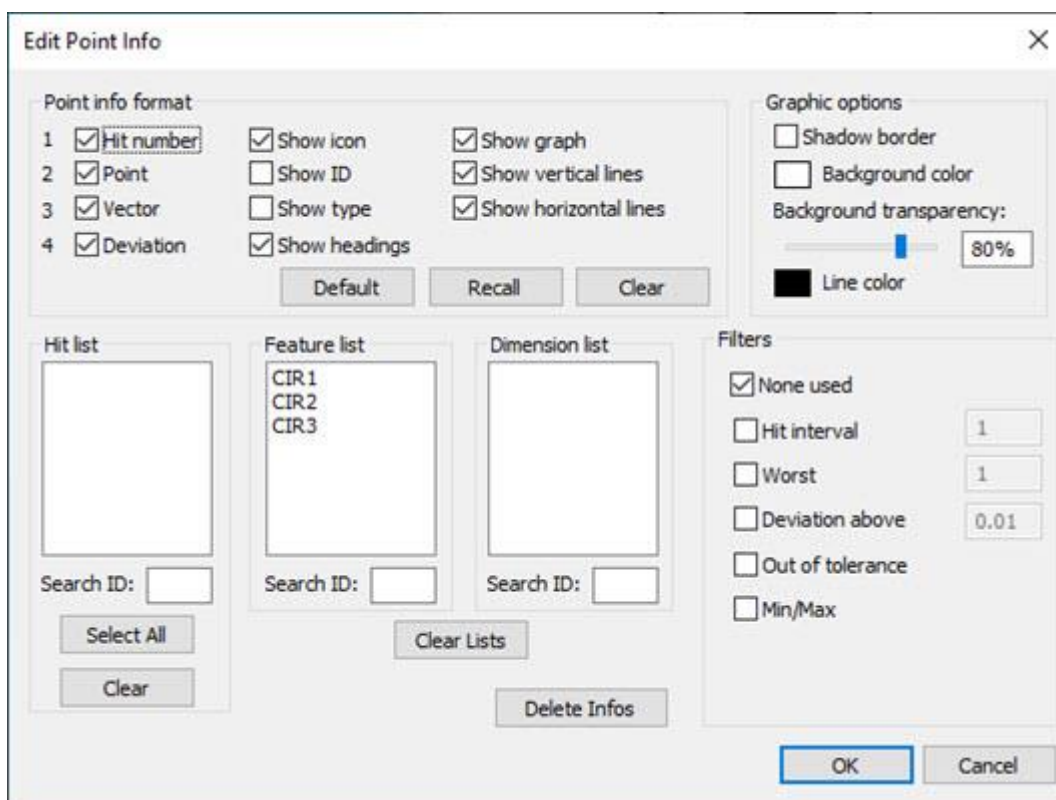 Edit Point Info
Point info format
1 Hit number Show icon Show graph
2 Point Show ID Show vertical lines
3 Vector Show type Show horizontal lines
4 Deviation Show headings
Default Recall Clear
Graphic options
Shadow border
Background color
Background transparency:
80%
Line color
Hit list
Search ID:
Select All
Clear
Feature list
CIR1
CIR2
CIR3
Search ID:
Dimension list
Search ID:
Clear Lists
Delete Infos
Filters
None used
Hit interval 1
Worst 1
Deviation above 0.01
Out of tolerance
Min/Max
OK Cancel